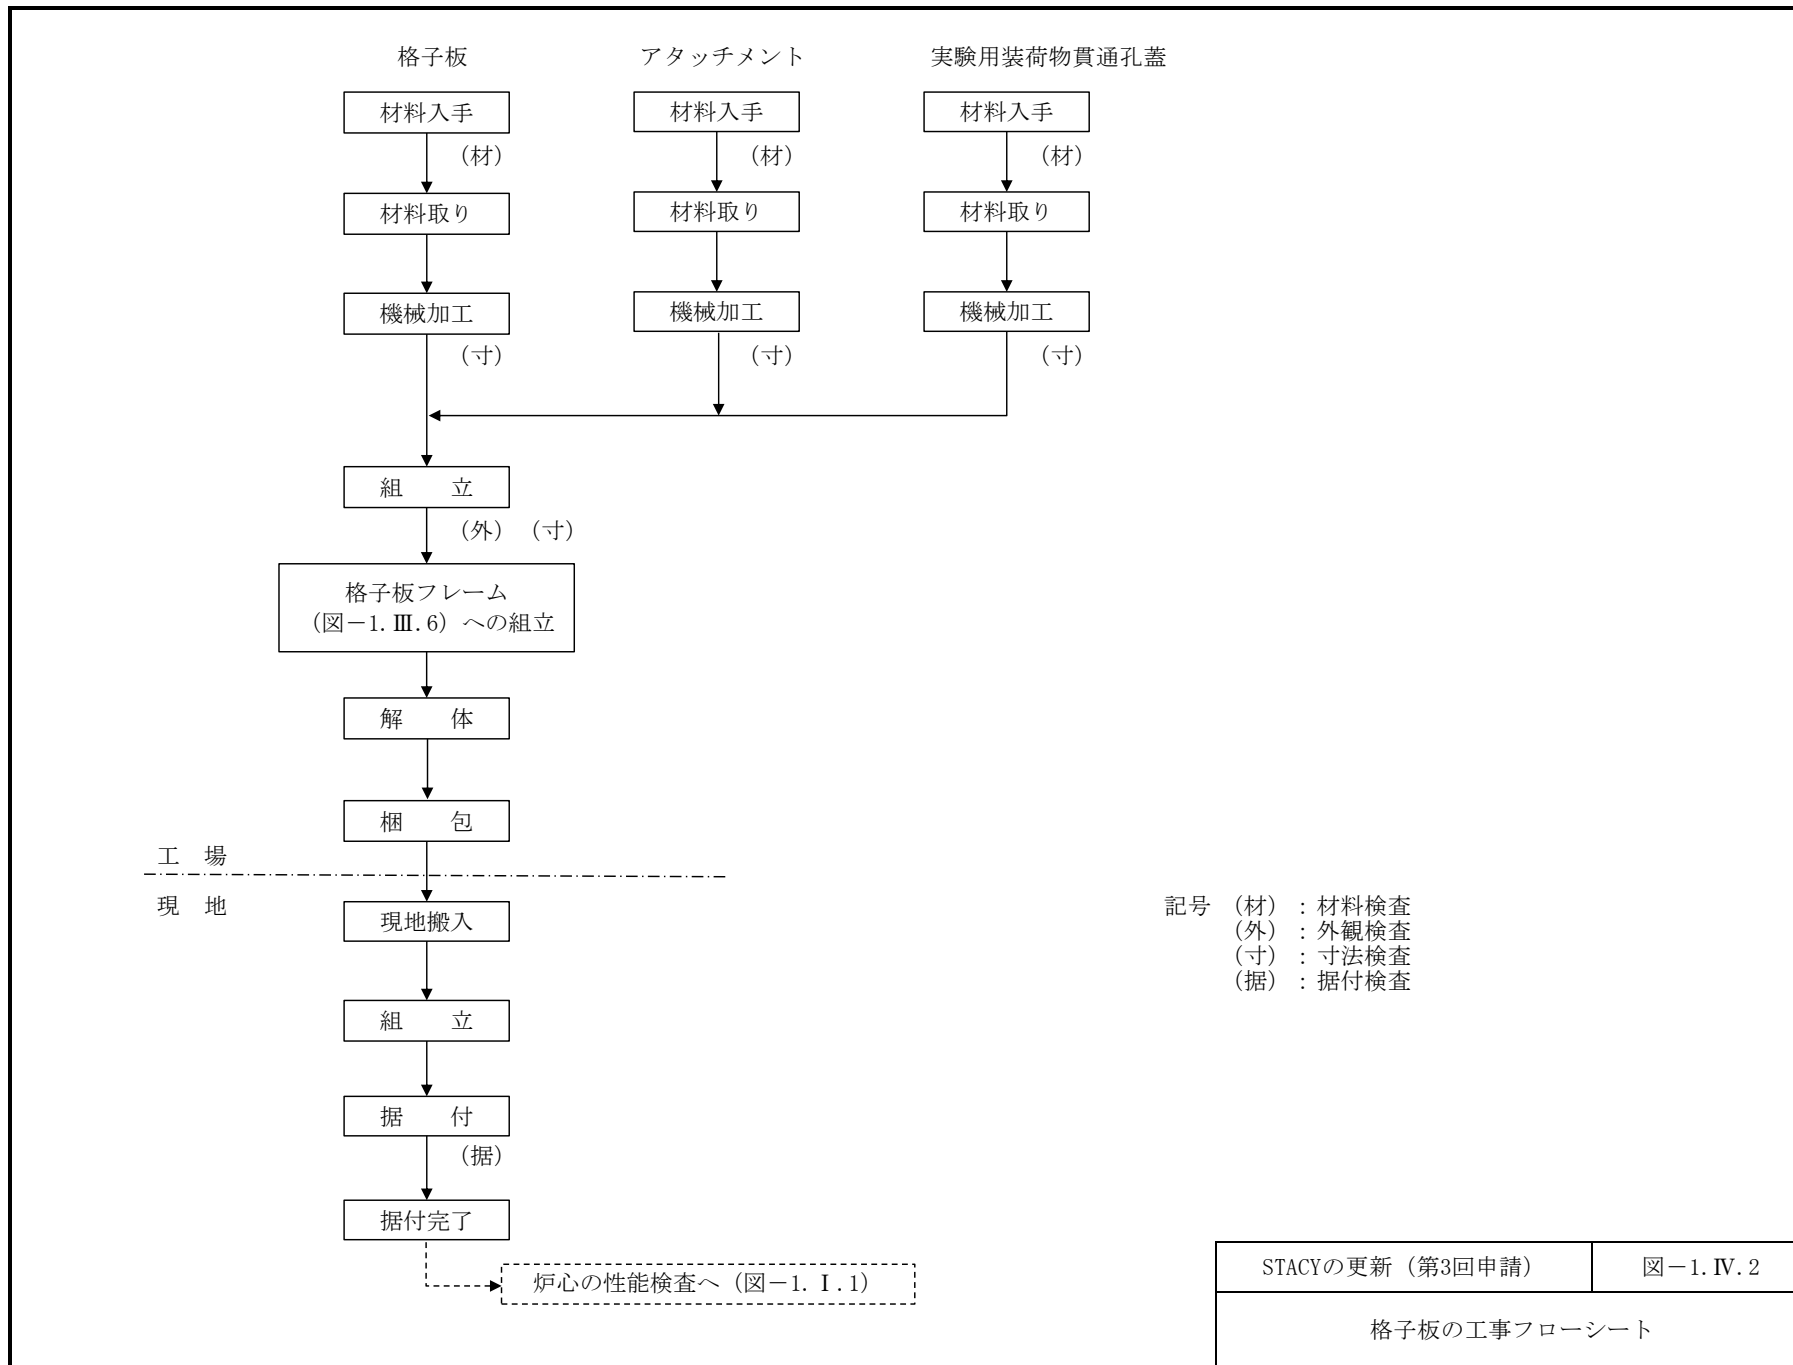 格子板
アタッチメント
実験用装荷物貫通孔蓋
材料入手
材料入手
材料入手
(材)
(材)
(材)
材料取り
材料取り
材料取り
機械加工
機械加工
機械加工
(寸)
(寸)
(寸)
組　立
(外) (寸)
格子板フレーム
(図－1.Ⅲ.6) への組立
解　体
梱　包
工　場
現　地
現地搬入
組　立
据　付
(据)
据付完了
炉心の性能検査へ (図－1.Ⅰ.1)
記号 (材) : 材料検査
(外) : 外観検査
(寸) : 寸法検査
(据) : 据付検査
STACYの更新 (第3回申請)
図－1.Ⅳ.2
格子板の工事フローシート